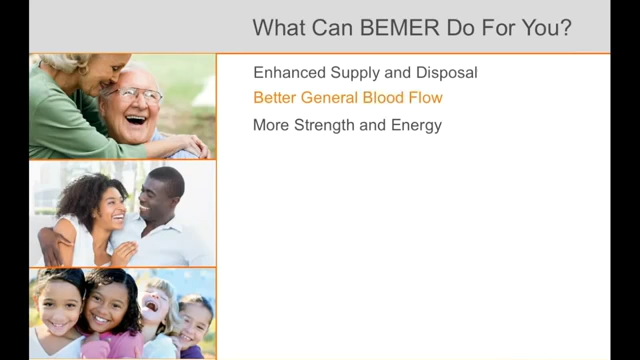 What Can BEMER Do For You?
Enhanced Supply and Disposal
Better General Blood Flow
More Strength and Energy